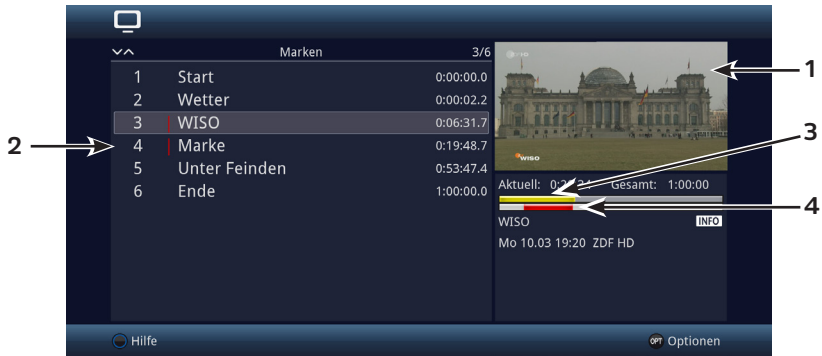 Marken 3/6
1 Start 0:00:00.0
2 Wetter 0:00:02.2
3 WISO 0:06:31.7
4 Marke 0:19:48.7
5 Unter Feinden 0:53:47.4
6 Ende 1:00:00.0
HD
WISO
Aktuell: Gesamt: 1:00:00
WISO INFO
Mo 10.03 19:20 ZDF HD
Hilfe
OPT Optionen
1
2
3
4